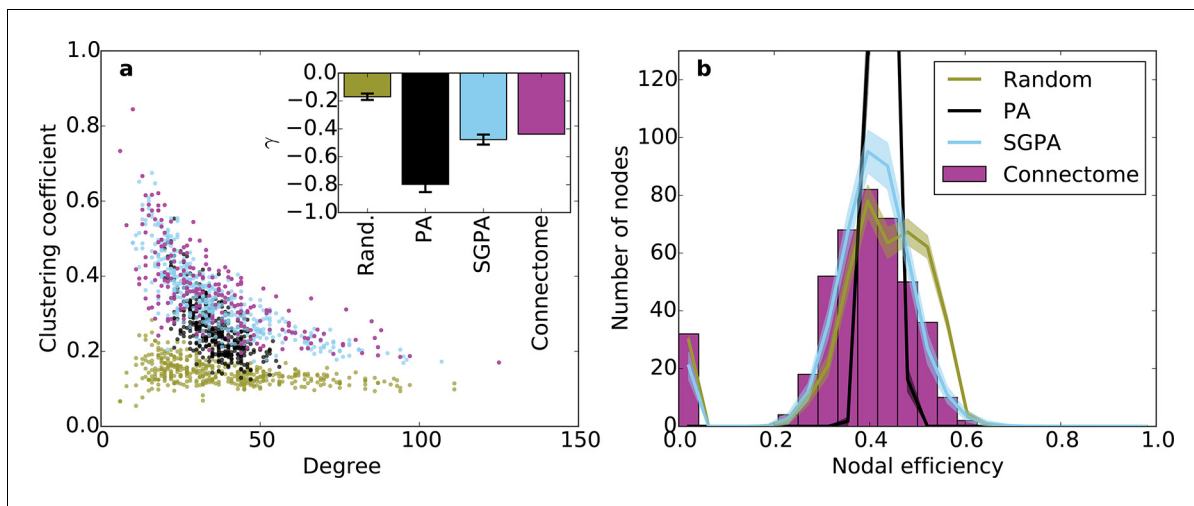 a
1.0
0.8
0.6
0.4
0.2
0.0
Clustering coefficient
0
50
100
150
Degree
0.0
−0.2
−0.4
−0.6
−0.8
−1.0
γ
Rand.
PA
SGPA
Connectome
b
120
100
80
60
40
20
0
Number of nodes
0.0
0.2
0.4
0.6
0.8
1.0
Nodal efficiency
Random
PA
SGPA
Connectome